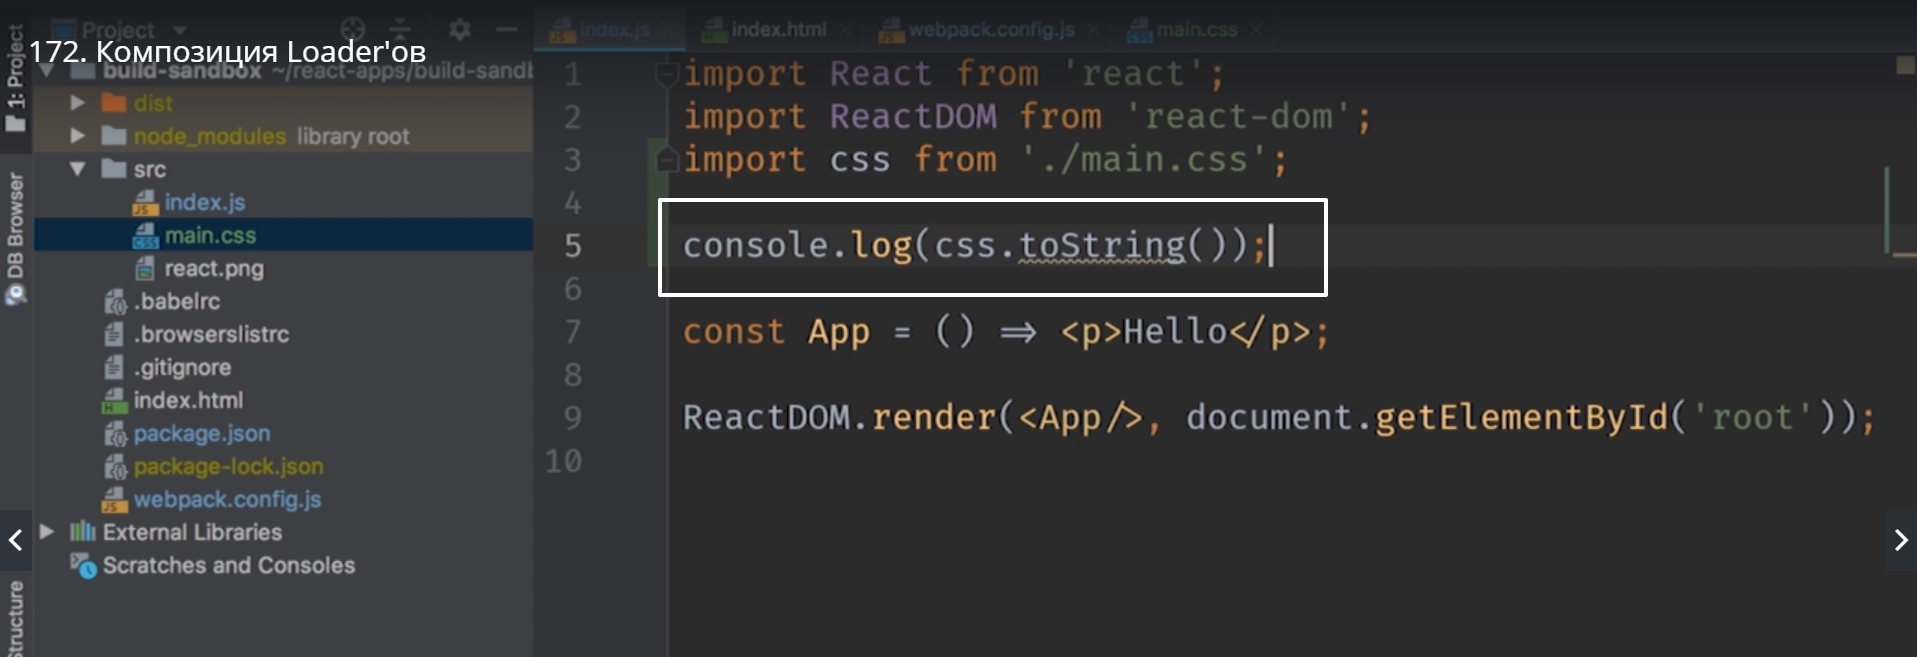 Project
index.js
index.html
webpack.config.js
main.css
172. Композиция Loader'ов
1: Project
build-sandbox ~/react-apps/build-sandb
dist
node_modules library root
src
index.js
main.css
react.png
.babelrc
.browserslistrc
.gitignore
index.html
package.json
package-lock.json
webpack.config.js
External Libraries
Scratches and Consoles
DB Browser
Structure
1 import React from 'react';
2 import ReactDOM from 'react-dom';
3 import css from './main.css';
4
5 console.log(css.toString());
6
7 const App = () => <p>Hello</p>;
8
9 ReactDOM.render(<App/>, document.getElementById('root'));
10